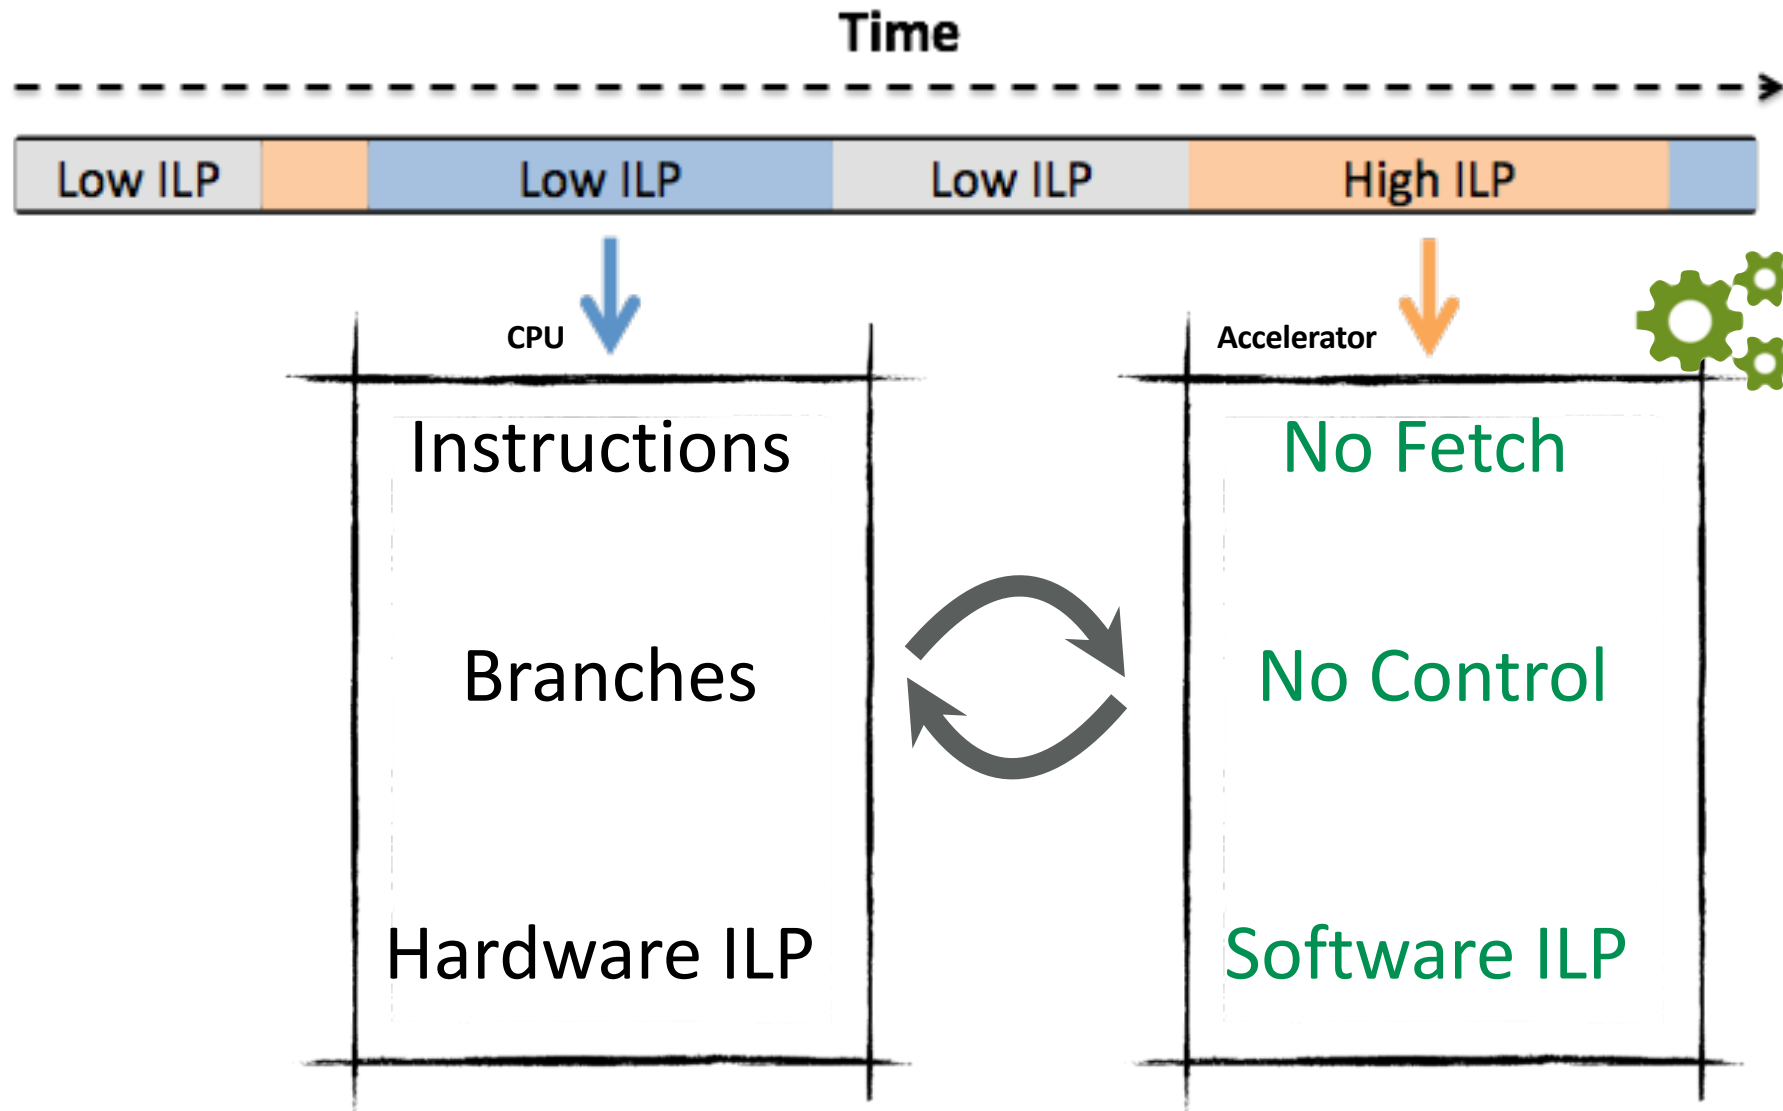 Time
Low ILP
Low ILP
Low ILP
High ILP
CPU
Accelerator
Instructions
No Fetch
Branches
No Control
Hardware ILP
Software ILP